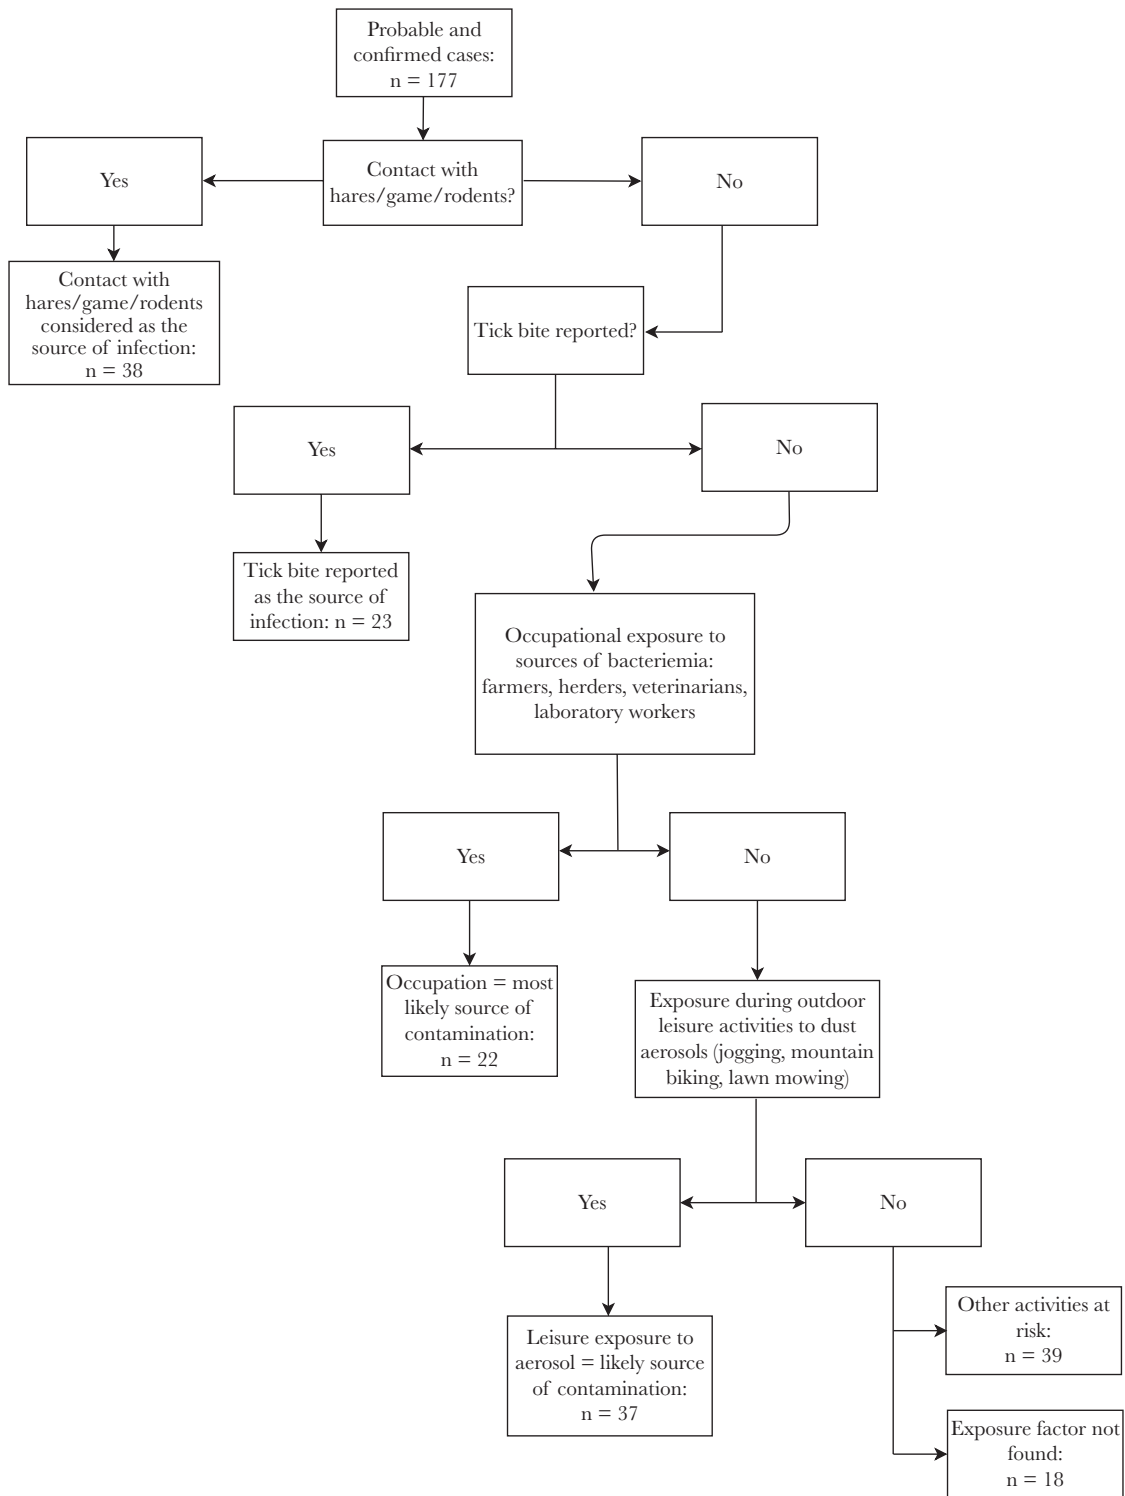 Probable and
confirmed cases:
n = 177
Yes
Contact with
hares/game/rodents?
No
Contact with
hares/game/rodents
considered as the
source of infection:
n = 38
Tick bite reported?
Yes
No
Tick bite reported
as the source of
infection: n = 23
Occupational exposure to
sources of bacteriemia:
farmers, herders, veterinarians,
laboratory workers
Yes
No
Occupation = most
likely source of
contamination:
n = 22
Exposure during outdoor
leisure activities to dust
aerosols (jogging, mountain
biking, lawn mowing)
Yes
No
Leisure exposure to
aerosol = likely source
of contamination:
n = 37
Other activities at
risk:
n = 39
Exposure factor not
found:
n = 18